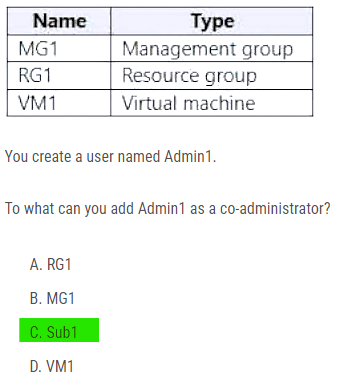 Name Type
MG1 Management group
RG1 Resource group
VM1 Virtual machine
You create a user named Admin1.
To what can you add Admin1 as a co-administrator?
A. RG1
B. MG1
C. Sub1
D. VM1